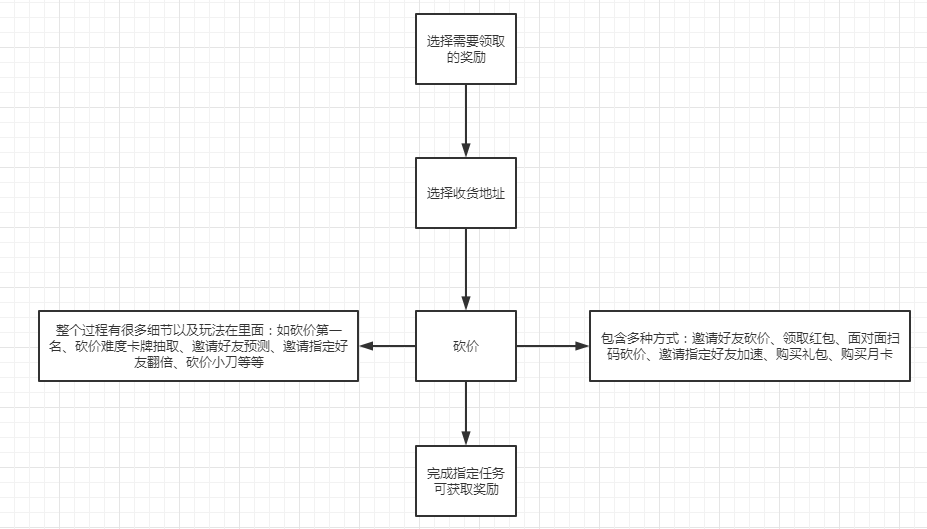 选择需要领取
的奖励
选择收货地址
整个过程有很多细节以及玩法在里面：如砍价第一
名、砍价难度卡牌抽取、邀请好友预测、邀请指定好
友翻倍、砍价小刀等等
砍价
包含多种方式：邀请好友砍价、领取红包、面对面扫
码砍价、邀请指定好友加速、购买礼包、购买月卡
完成指定任务
可获取奖励